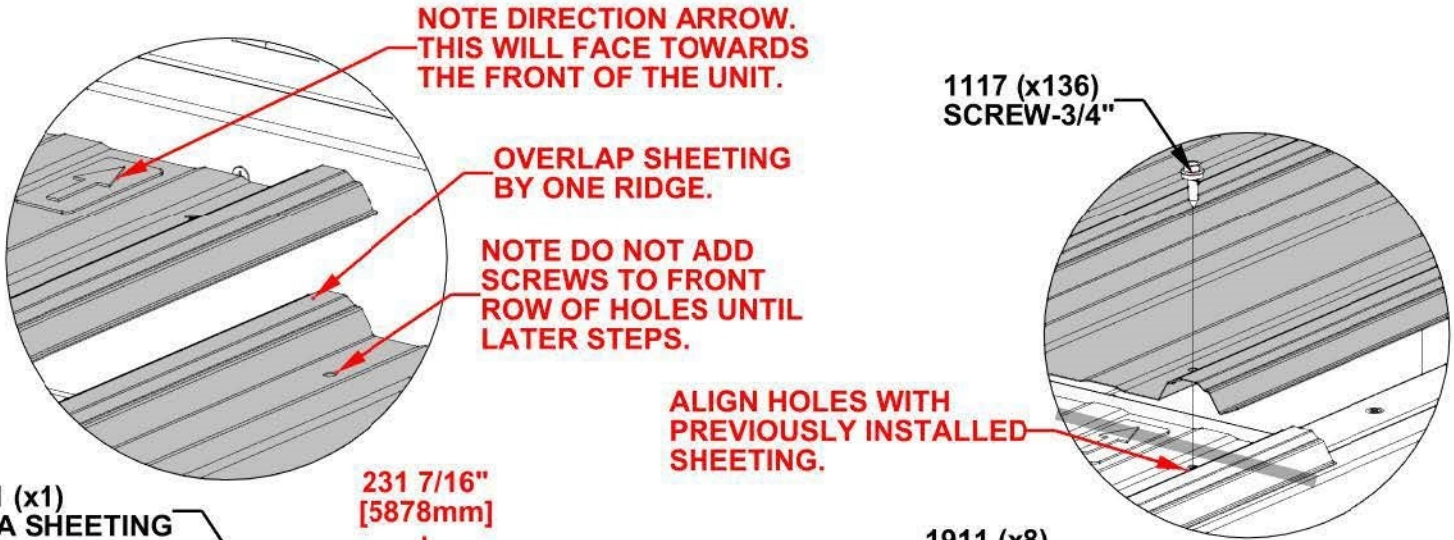 NOTE DIRECTION ARROW.
THIS WILL FACE TOWARDS
THE FRONT OF THE UNIT.
OVERLAP SHEETING
BY ONE RIDGE.
NOTE DO NOT ADD
SCREWS TO FRONT
ROW OF HOLES UNTIL
LATER STEPS.
1117 (x136)
SCREW-3/4"
ALIGN HOLES WITH
PREVIOUSLY INSTALLED
SHEETING.
(x1)
A SHEETING
231 7/16"
[5878mm]
1911 (x8)